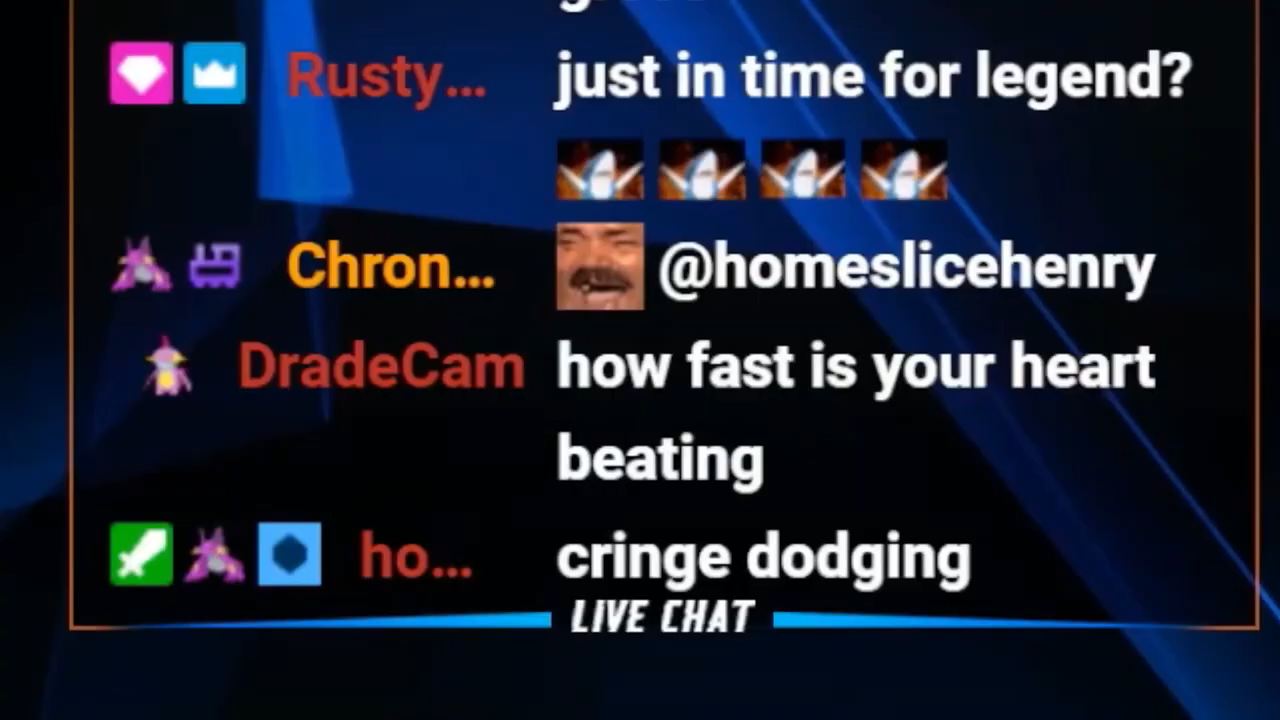 Rusty... just in time for legend?
Chron... @homeslicehenry
DradeCam how fast is your heart
beating
ho... cringe dodging
LIVE CHAT